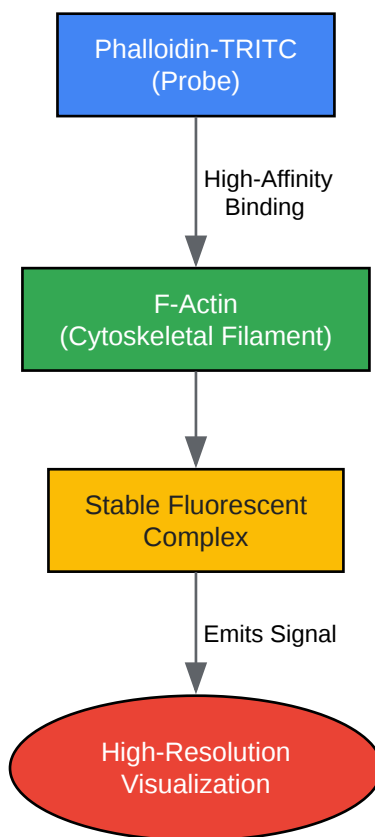 Phalloidin-TRITC
(Probe)
High-Affinity
Binding
F-Actin
(Cytoskeletal Filament)
Stable Fluorescent
Complex
Emits Signal
High-Resolution
Visualization